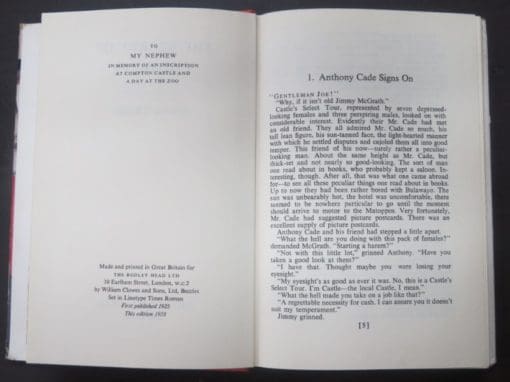 TO
MY NEPHEW
IN MEMORY OF AN INSCRIPTION
AT COMPTON CASTLE AND
A DAY AT THE ZOO
Made and printed in Great Britain for
THE BODLEY HEAD LTD
10 Earlham Street, London, w.c.2
by William Clowes and Sons, Ltd, Beccles
Set in Linotype Times Roman
First published 1925
This edition 1958
1. Anthony Cade Signs On
"GENTLEMAN JOE!"
"Why, if it isn't old Jimmy McGrath."
Castle's Select Tour, represented by seven depressed-
looking females and three perspiring males, looked on with
considerable interest. Evidently their Mr. Cade had met
an old friend. They all admired Mr. Cade so much, his
tall lean figure, his sun-tanned face, the light-hearted manner
with which he settled disputes and cajoled them all into good
temper. This friend of his now—surely rather a peculiar-
looking man. About the same height as Mr. Cade, but
thick-set and not nearly so good-looking. The sort of man
one read about in books, who probably kept a saloon. Inter-
esting, though. After all, that was what one came abroad
for—to see all these peculiar things one read about in books.
Up to now they had been rather bored with Bulawayo. The
sun was unbearably hot, the hotel was uncomfortable, there
seemed to be nowhere particular to go until the moment
should arrive to motor to the Matoppos. Very fortunately,
Mr. Cade had suggested picture postcards. There was an
excellent supply of picture postcards.
Anthony Cade and his friend had stepped a little apart.
"What the hell are you doing with this pack of females?"
demanded McGrath. "Starting a harem?"
"Not with this little lot," grinned Anthony. "Have you
taken a good look at them?"
"I have that. Thought maybe you were losing your
eyesight."
"My eyesight's as good as ever it was. No, this is a Castle's
Select Tour. I'm Castle—the local Castle, I mean."
"What the hell made you take on a job like that?"
"A regrettable necessity for cash. I can assure you it doesn't
suit my temperament."
Jimmy grinned.
[5]